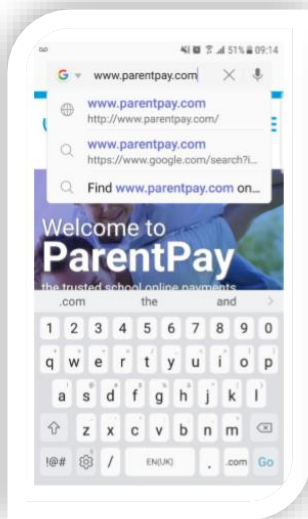 51% 09:14
G www.parentpay.com
www.parentpay.com
http://www.parentpay.com/
www.parentpay.com
https://www.google.com/search?i...
Find www.parentpay.com on...
Welcome to
ParentPay
the trusted school online payments
.com the and
1 2 3 4 5 6 7 8 9 0
q w e r t y u i o p
a s d f g h j k l
z x c v b n m
!@# / EN(UK) . .com Go